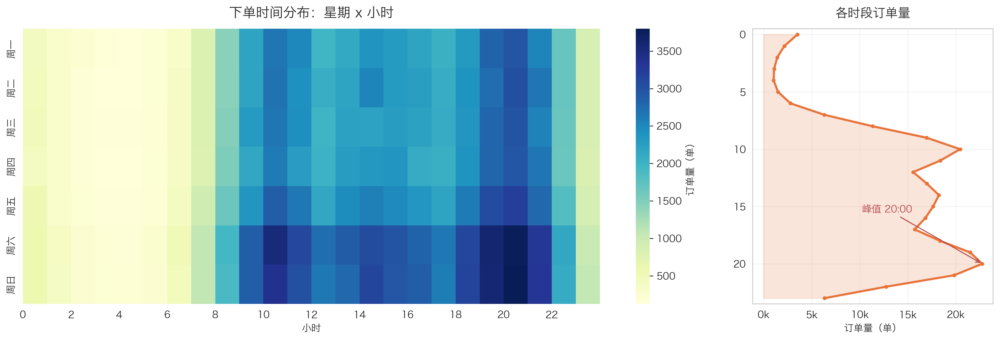 下单时间分布：星期 x 小时
周一
周二
周三
周四
周五
周六
周日
0 2 4 6 8 10 12 14 16 18 20 22
小时
3500
3000
2500
2000
1500
1000
500
订单量（单）
各时段订单量
0
5
10
15
20
峰值 20:00
0k 5k 10k 15k 20k
订单量（单）